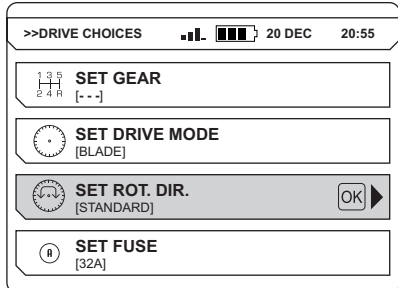 >>DRIVE CHOICES 20 DEC 20:55
1 3 5
2 4 R
SET GEAR
[- - -]
SET DRIVE MODE
[BLADE]
SET ROT. DIR.
[STANDARD]
OK
A
SET FUSE
[32A]